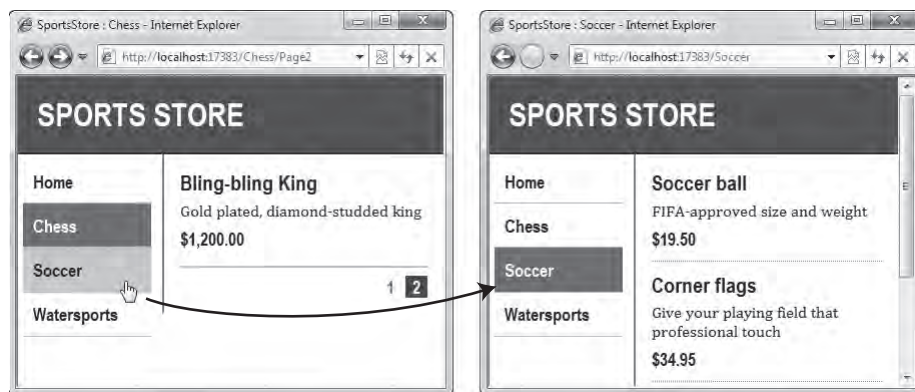 SportsStore : Chess - Internet Explorer
http://localhost:17383/Chess/Page2
SPORTS STORE
Home
Chess
Soccer
Watersports
Bling-bling King
Gold plated, diamond-studded king
$1,200.00
1 2
SportsStore : Soccer - Internet Explorer
http://localhost:17383/Soccer
SPORTS STORE
Home
Chess
Soccer
Watersports
Soccer ball
FIFA-approved size and weight
$19.50
Corner flags
Give your playing field that
professional touch
$34.95